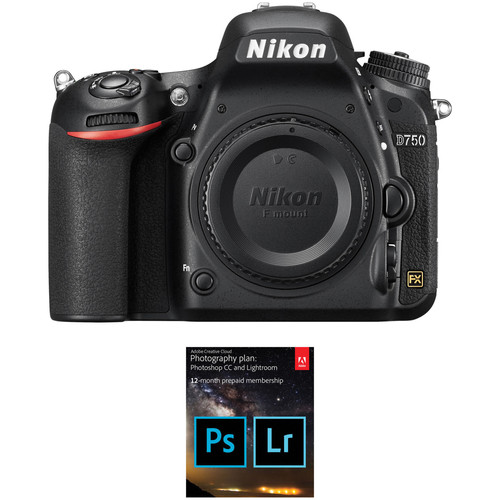 Nikon
D750
N
Nikon
F mount
Fn
FX
Adobe Creative Cloud
Photography plan:
Photoshop CC and Lightroom
12-month prepaid membership
Adobe
Ps Lr